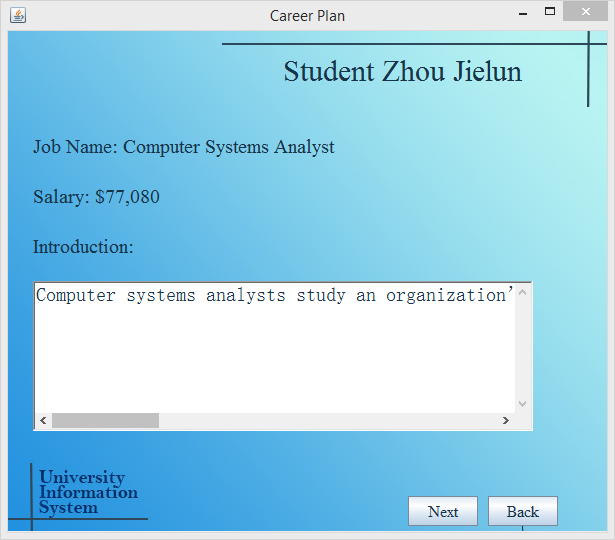 Career Plan
Student Zhou Jielun
Job Name: Computer Systems Analyst
Salary: $77,080
Introduction:
Computer systems analysts study an organization’
University
Information
System
Next
Back